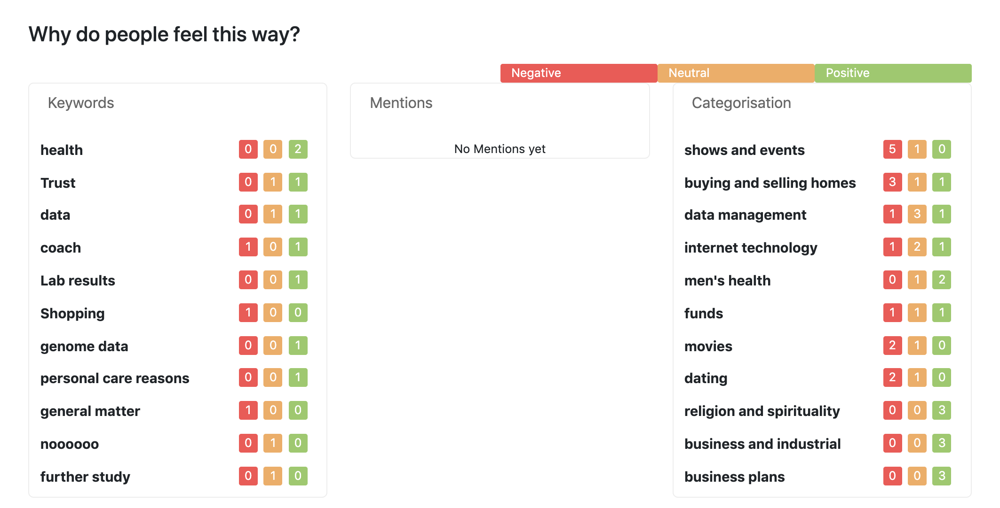 Why do people feel this way?
Negative Neutral Positive
Keywords
health 0 0 2
Trust 0 1 1
data 0 1 1
coach 1 0 1
Lab results 0 0 1
Shopping 1 0 0
genome data 0 0 1
personal care reasons 0 0 1
general matter 1 0 0
noooooo 0 1 0
further study 0 1 0
Mentions
No Mentions yet
Categorisation
shows and events 5 1 0
buying and selling homes 3 1 1
data management 1 3 1
internet technology 1 2 1
men's health 0 1 2
funds 1 1 1
movies 2 1 0
dating 2 1 0
religion and spirituality 0 0 3
business and industrial 0 0 3
business plans 0 0 3